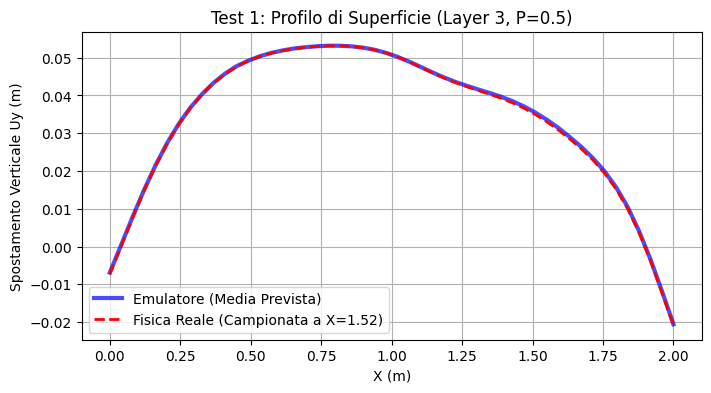 Test 1: Profilo di Superficie (Layer 3, P=0.5)
Spostamento Verticale Uy (m)
0.05
0.04
0.03
0.02
0.01
0.00
−0.01
−0.02
Emulatore (Media Prevista)
Fisica Reale (Campionata a X=1.52)
0.00 0.25 0.50 0.75 1.00 1.25 1.50 1.75 2.00
X (m)